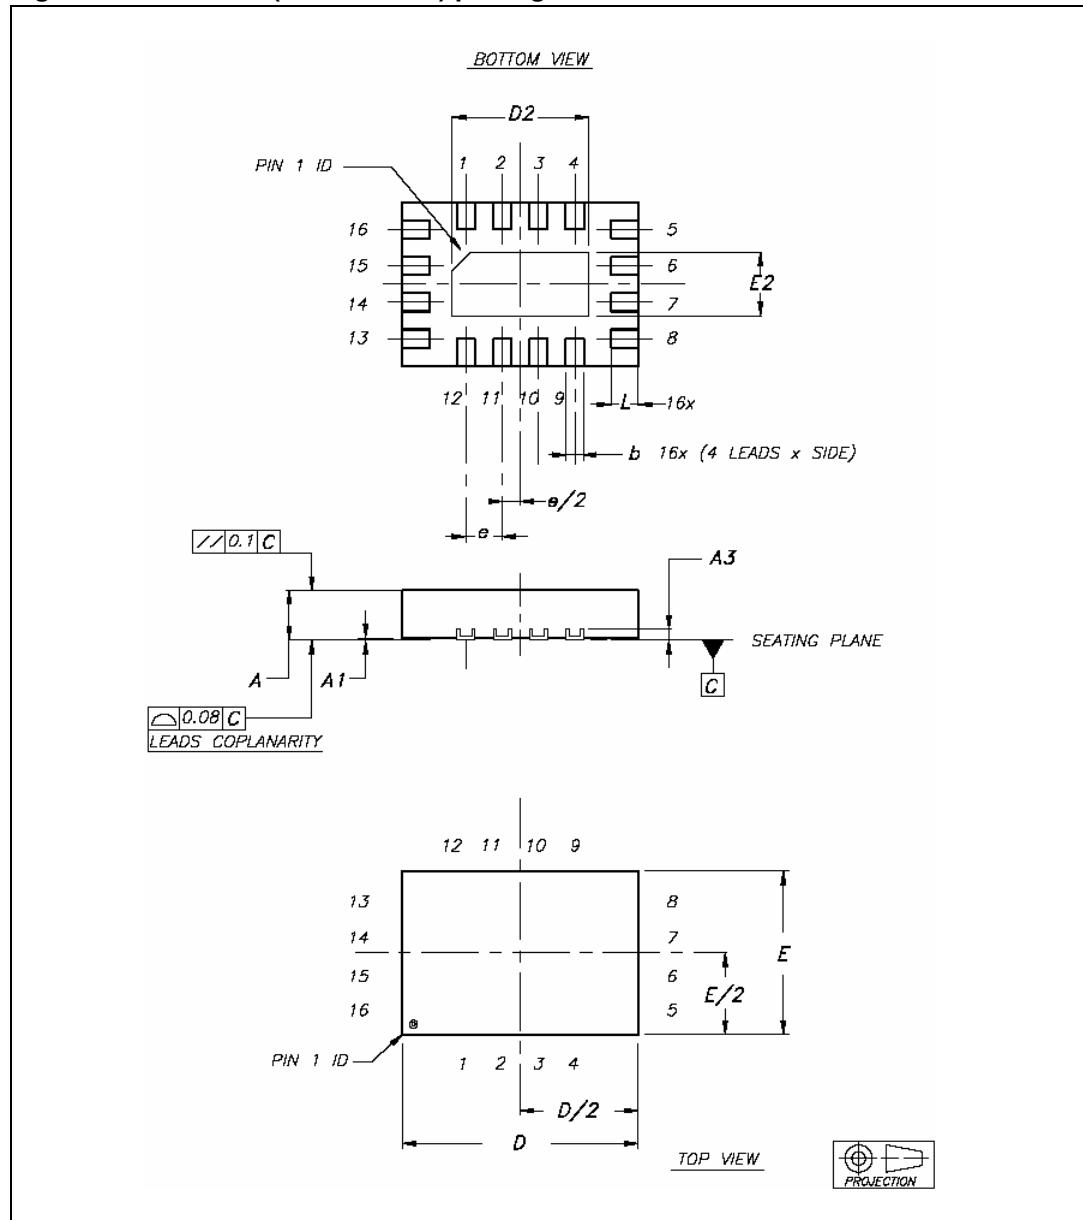 BOTTOM VIEW
D2
PIN 1 ID
1 2 3 4
16 5
15 6
E2
14 7
13 8
12 11 10 9
L 16x
b 16x (4 LEADS x SIDE)
e/2
e
// 0.1 C
A3
SEATING PLANE
A A1
C
0.08 C
LEADS COPLANARITY
12 11 10 9
13 8
14 7
E
15 6
E/2
16 5
PIN 1 ID
1 2 3 4
D/2
D
TOP VIEW
PROJECTION